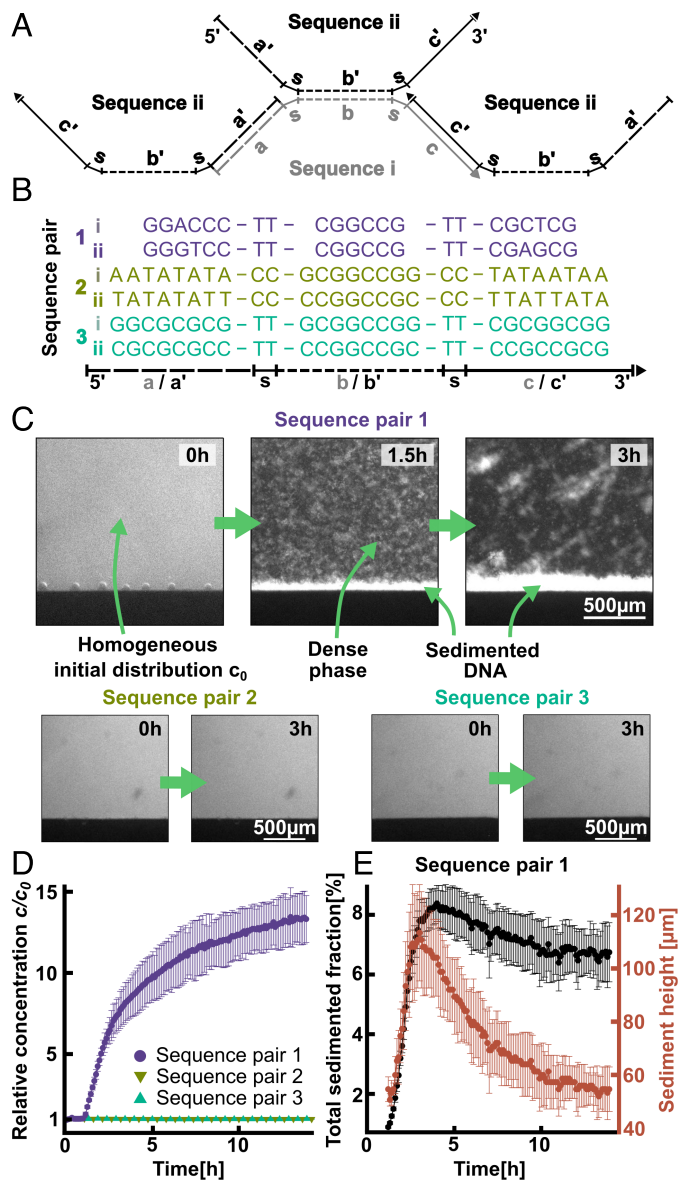 A
Sequence ii
5'
a'
c'
3'
s
b'
s
Sequence ii
Sequence ii
c'
s
b'
s
a'
s
b
s
a
c
c'
s
b'
s
a'
Sequence i
B
Sequence pair
1
i
GGACCC – TT – CGGCCG – TT – CGCTCG
ii
GGGTCC – TT – CGGCCG – TT – CGAGCG
2
i
AATATATA – CC – GCGGCCGG – CC – TATAATAA
ii
TATATATT – CC – CCGGCCGC – CC – TTATTATA
3
i
GGCGCGCG – TT – GCGGCCGG – TT – CGCGGCGG
ii
CGCGCGCC – TT – CCGGCCGC – TT – CCGCCGCG
5' a / a' s b / b' s c / c' 3'
C
Sequence pair 1
0h
1.5h
3h
500µm
Homogeneous
initial distribution c0
Dense
phase
Sedimented
DNA
Sequence pair 2
Sequence pair 3
0h
3h
500µm
0h
3h
500µm
D
Relative concentration c/c0
15
13
10
5
1
0
5
10
Time[h]
Sequence pair 1
Sequence pair 2
Sequence pair 3
E
Sequence pair 1
Total sedimented fraction[%]
8
6
4
2
0
5
10
Time[h]
Sediment height [µm]
120
100
80
60
40